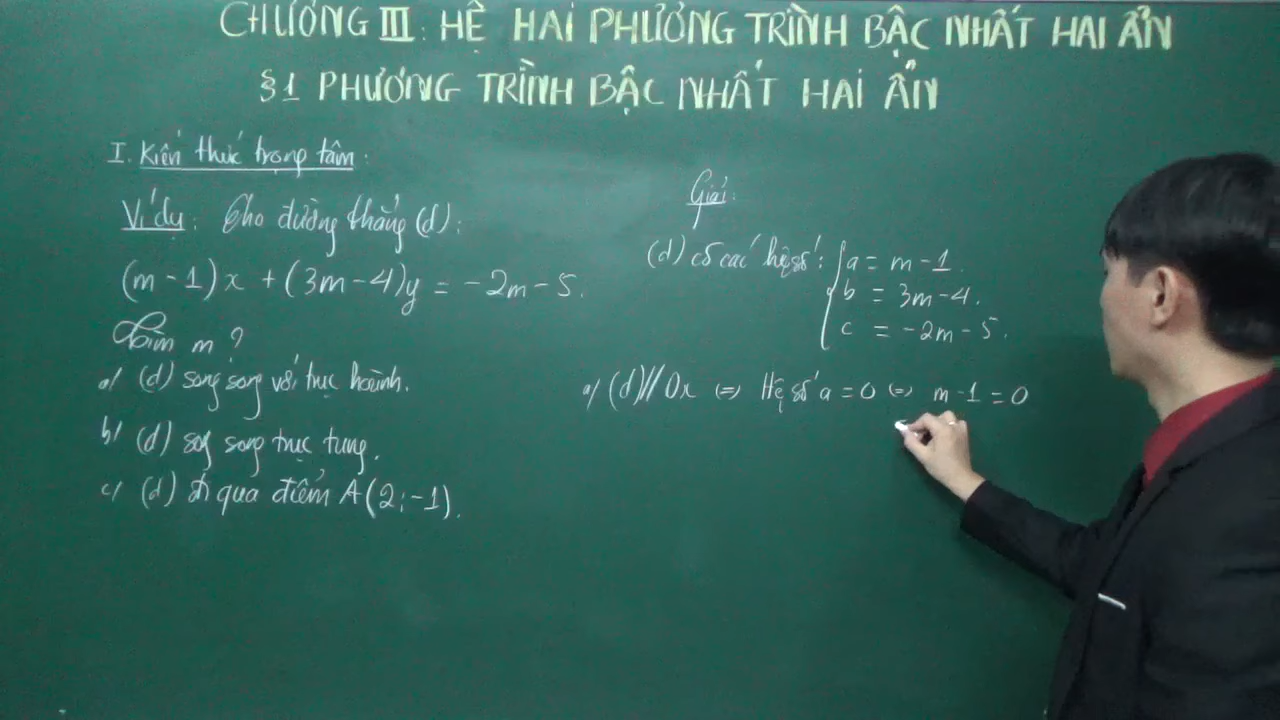 CHƯƠNG III: HỆ HAI PHƯƠNG TRÌNH BẬC NHẤT HAI ẨN
§1 PHƯƠNG TRÌNH BẬC NHẤT HAI ẨN
I. Kiến thức trọng tâm:
Ví dụ: Cho đường thẳng (d):
(m-1)x + (3m-4)y = -2m-5.
Tìm m?
a/ (d) song song với trục hoành.
b/ (d) song song trục tung.
c/ (d) đi qua điểm A(2;-1).
Giải:
(d) có các hệ số: { a = m-1.
b = 3m-4.
c = -2m-5.
a/ (d)//Ox ⇔ Hệ số a = 0 ⇔ m-1 = 0